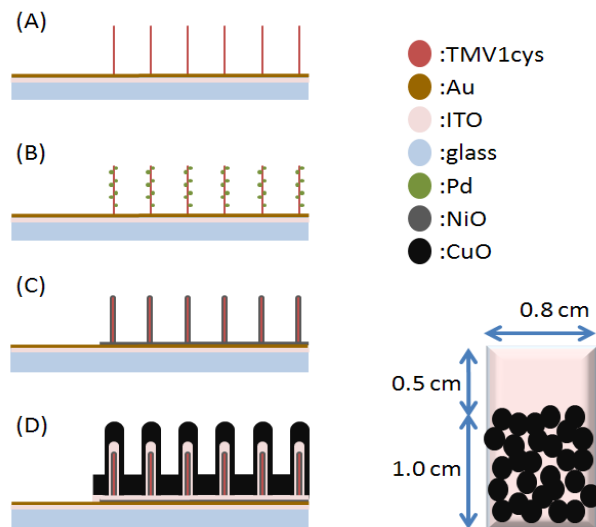 (A)
(B)
(C)
(D)
:TMV1cys
:Au
:ITO
:glass
:Pd
:NiO
:CuO
0.8 cm
0.5 cm
1.0 cm